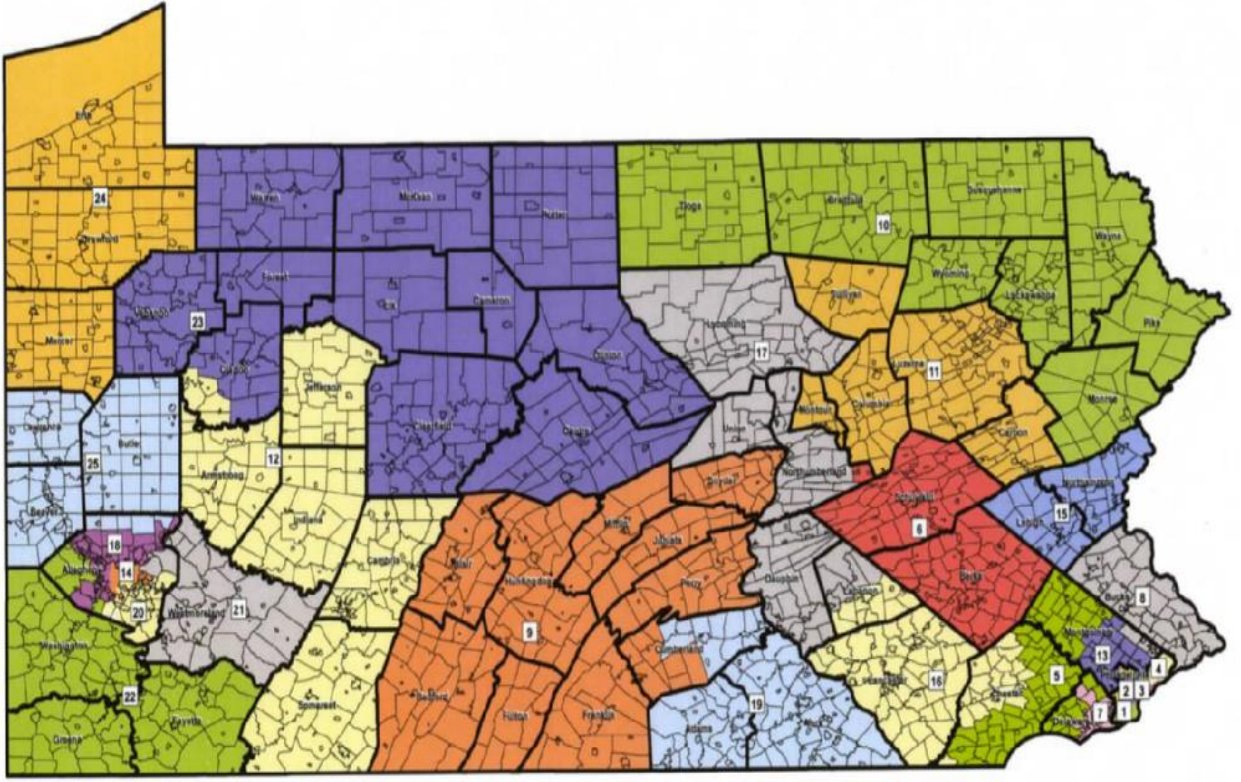 Erie
24
Crawford
Mercer
Warren
McKean
Potter
Forest
Elk
Cameron
23
Clarion
Clinton
Clearfield
Centre
Tioga
Bradford
10
Susquehanna
Wayne
Wyoming
Lackawanna
Pike
Monroe
Sullivan
Lycoming
17
Luzerne
11
Columbia
Montour
Carbon
Union
Northumberland
Snyder
Jefferson
12
Armstrong
Indiana
Cambria
Lawrence
Butler
25
Beaver
18
Allegheny
14
20
Westmoreland
21
Washington
22
Greene
Fayette
Somerset
Blair
Huntingdon
Mifflin
Juniata
Perry
9
Bedford
Fulton
Franklin
Cumberland
Adams
19
Dauphin
Lebanon
Schuylkill
6
Berks
Northampton
Lehigh
15
Bucks
8
Montgomery
13
Philadelphia
4
2
3
1
7
5
Chester
Delaware
Lancaster
16